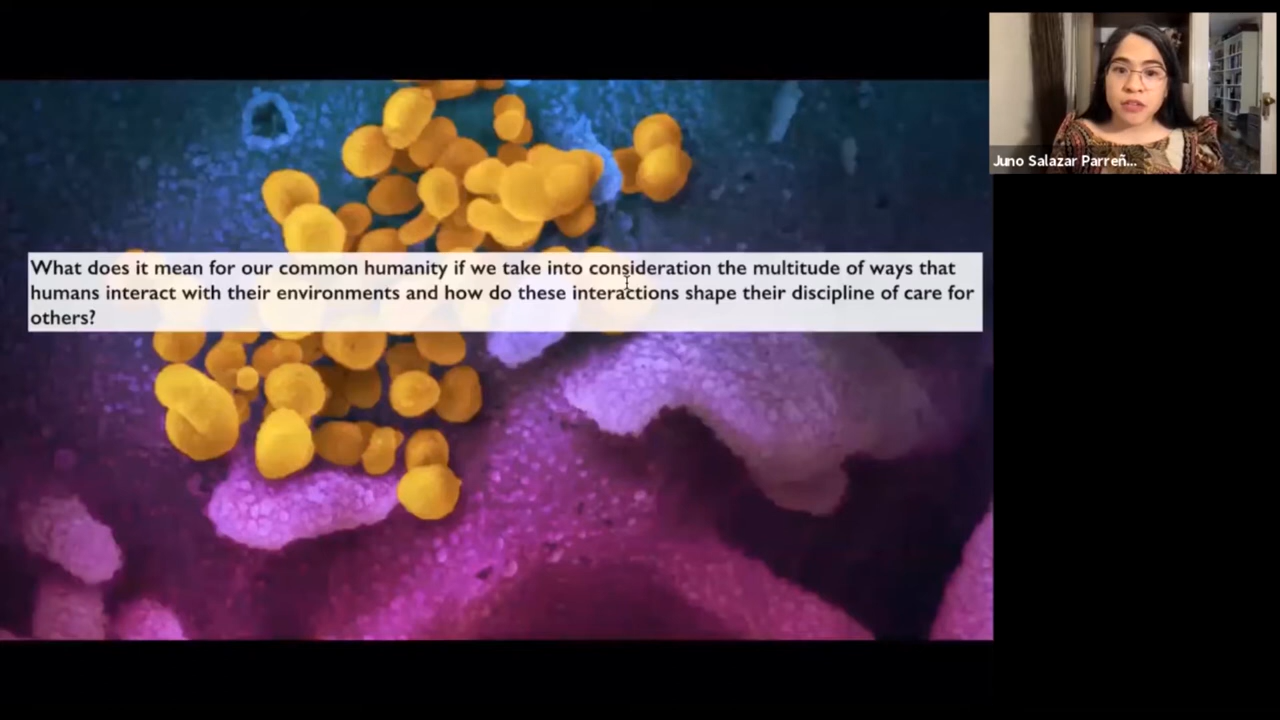 What does it mean for our common humanity if we take into consideration the multitude of ways that
humans interact with their environments and how do these interactions shape their discipline of care for
others?
Juno Salazar Parreñ...